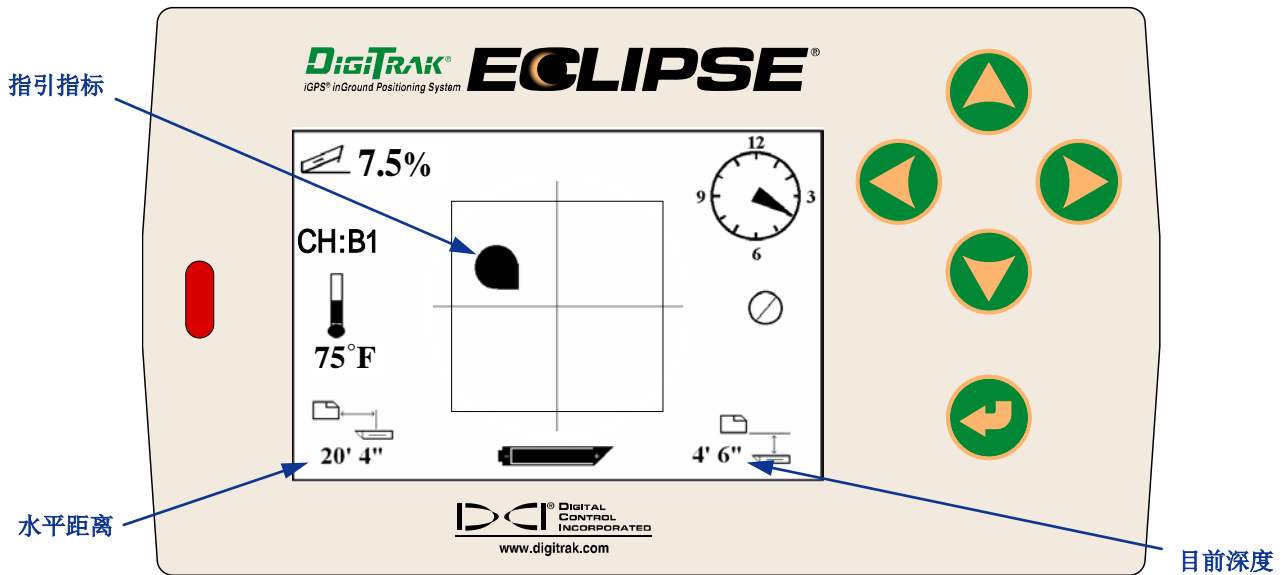 DIGITRAK®
iGPS® inGround Positioning System
ECLIPSE®
指引指标
7.5%
12
3
6
9
CH:B1
75°F
20' 4"
4' 6"
水平距离
目前深度
DCI® DIGITAL
CONTROL
INCORPORATED
www.digitrak.com